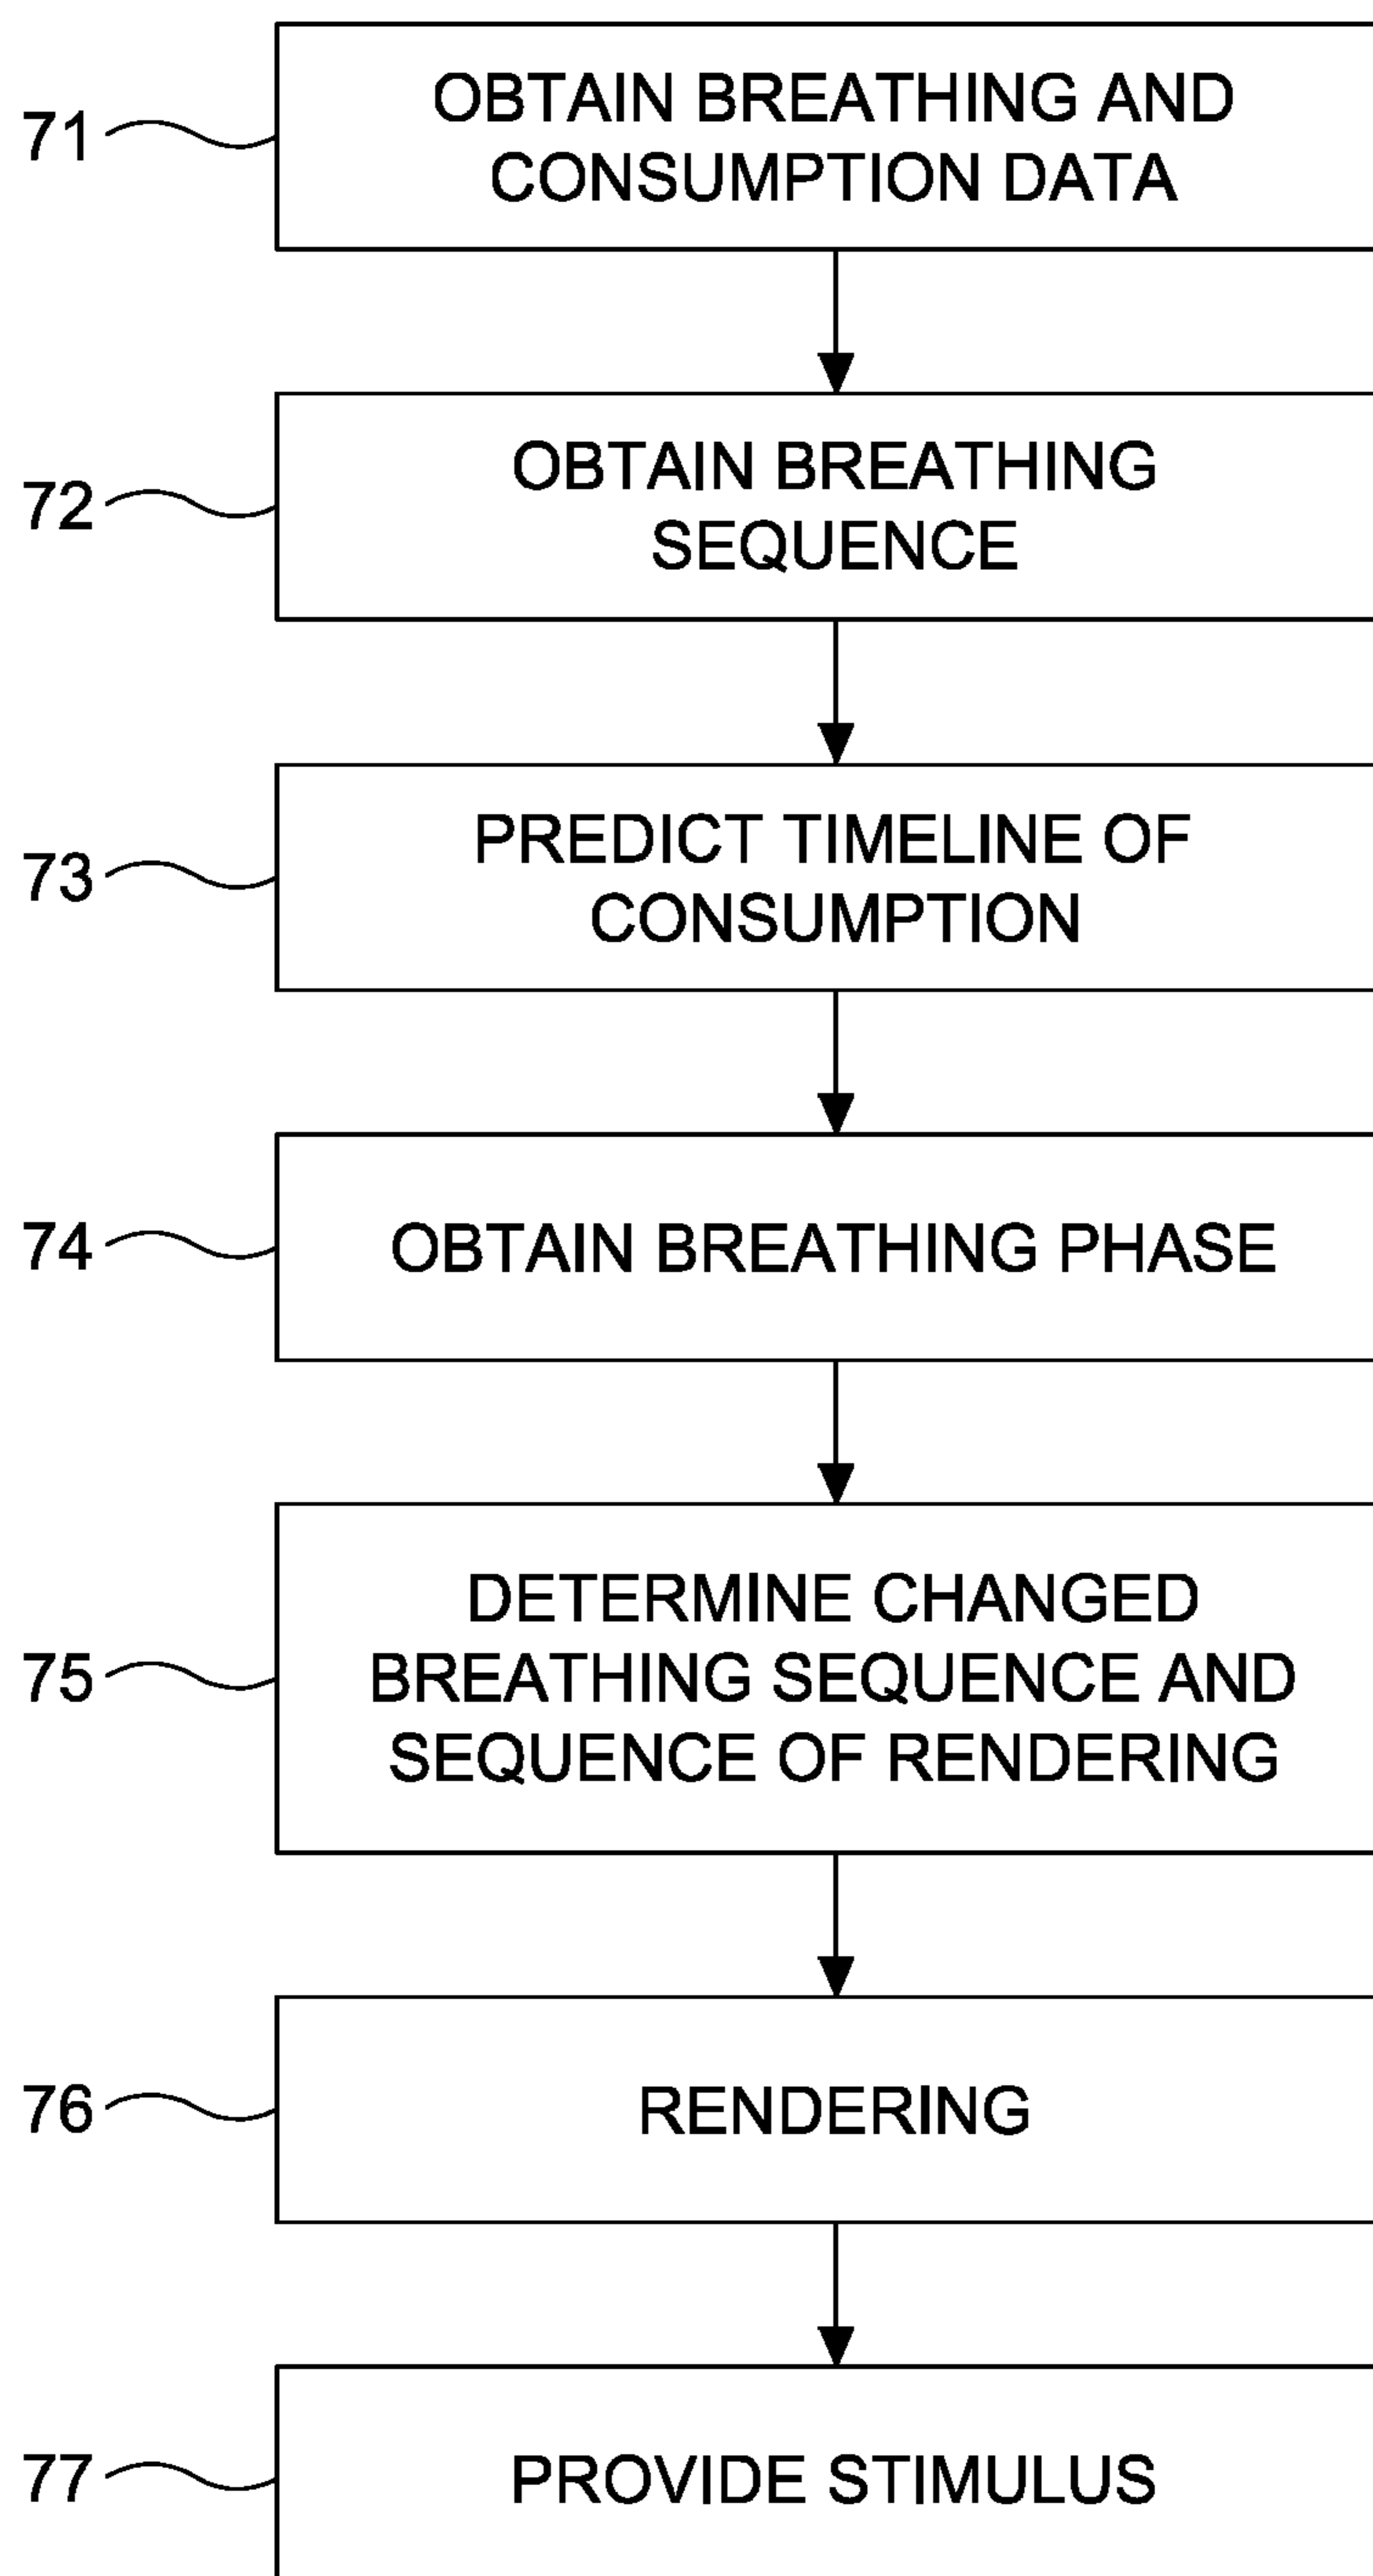 71
OBTAIN BREATHING AND
CONSUMPTION DATA
72
OBTAIN BREATHING
SEQUENCE
73
PREDICT TIMELINE OF
CONSUMPTION
74
OBTAIN BREATHING PHASE
75
DETERMINE CHANGED
BREATHING SEQUENCE AND
SEQUENCE OF RENDERING
76
RENDERING
77
PROVIDE STIMULUS